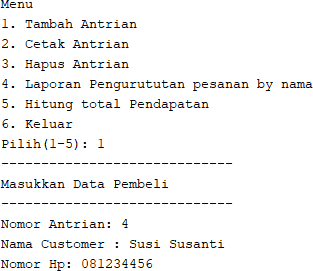 Menu
1. Tambah Antrian
2. Cetak Antrian
3. Hapus Antrian
4. Laporan Pengurututan pesanan by nama
5. Hitung total Pendapatan
6. Keluar
Pilih(1-5): 1
-----------------------------
Masukkan Data Pembeli
-----------------------------
Nomor Antrian: 4
Nama Customer : Susi Susanti
Nomor Hp: 081234456